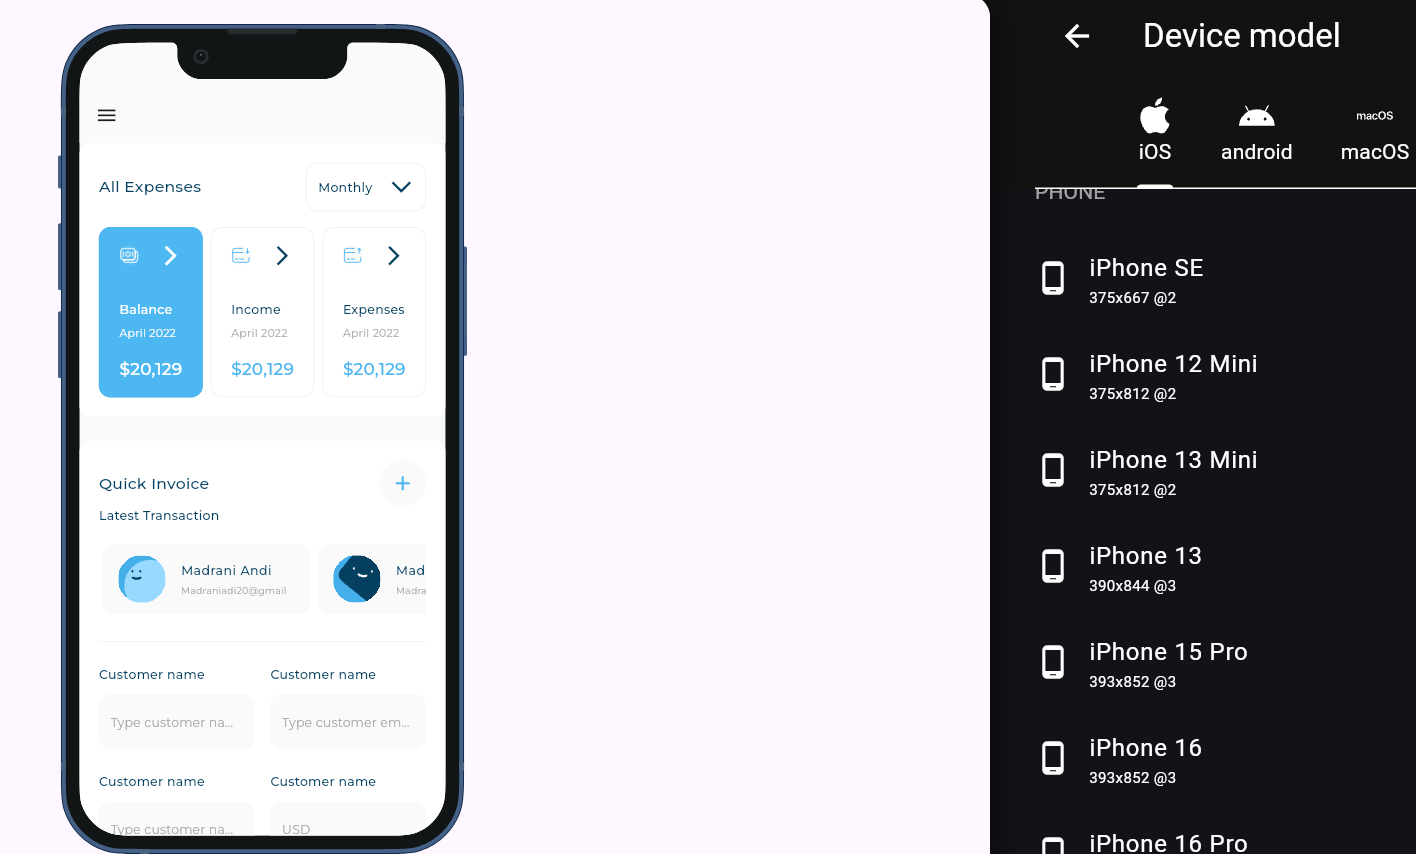 All Expenses
Monthly
Balance
April 2022
$20,129
Income
April 2022
$20,129
Expenses
April 2022
$20,129
Quick Invoice
Latest Transaction
Madrani Andi
Madraniadi20@gmail
Mad
Madra
Customer name
Customer name
Type customer na...
Type customer em...
Customer name
Customer name
Type customer na...
USD
Device model
macOS
iOS
android
macOS
PHONE
iPhone SE
375x667 @2
iPhone 12 Mini
375x812 @2
iPhone 13 Mini
375x812 @2
iPhone 13
390x844 @3
iPhone 15 Pro
393x852 @3
iPhone 16
393x852 @3
iPhone 16 Pro